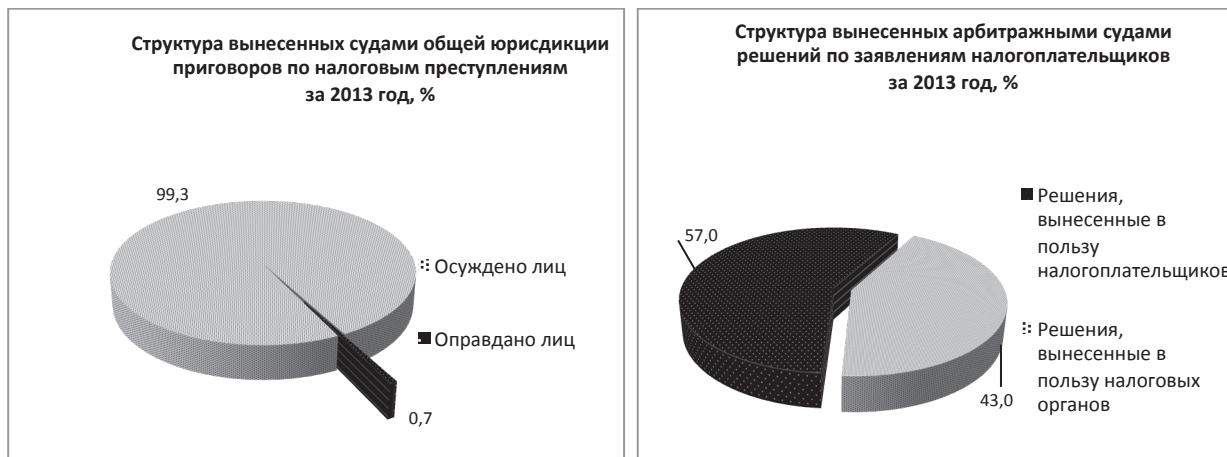 Структура вынесенных судами общей юрисдикции
приговоров по налоговым преступлениям
за 2013 год, %
99,3
Осуждено лиц
Оправдано лиц
0,7
Структура вынесенных арбитражными судами
решений по заявлениям налогоплательщиков
за 2013 год, %
57,0
Решения,
вынесенные в
пользу
налогоплательщиков
Решения,
вынесенные в
пользу налоговых
органов
43,0